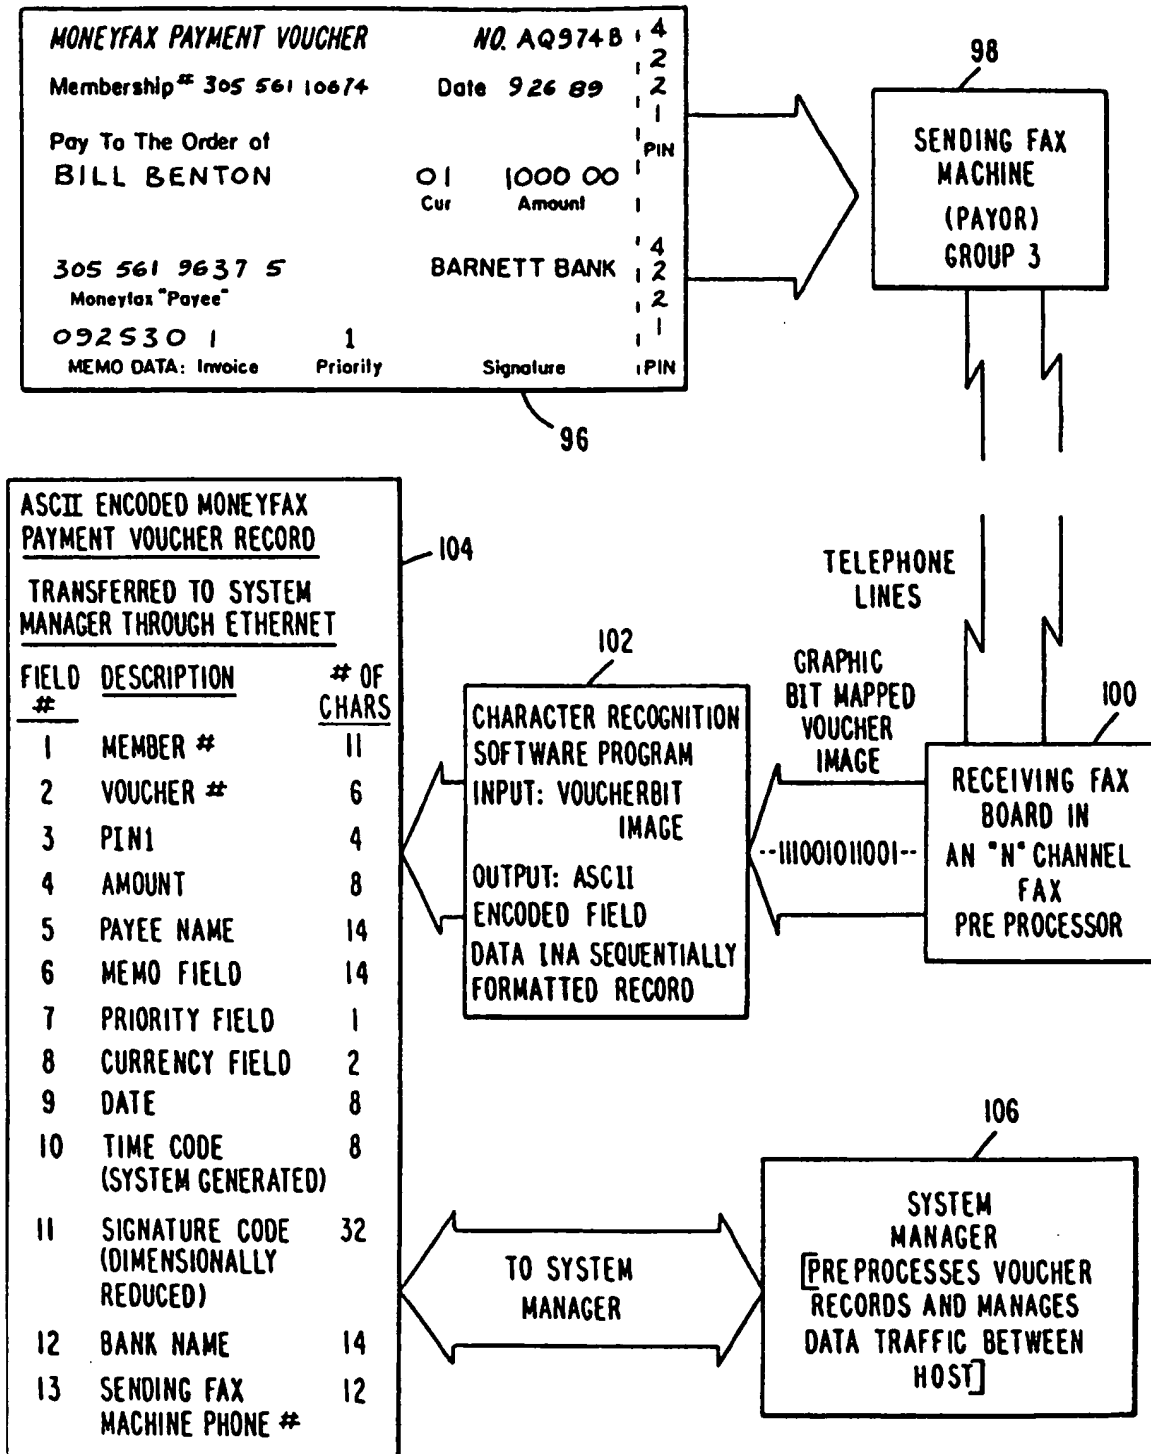 MONEYFAX PAYMENT VOUCHER NO. AQ974B
Membership# 305 561 10674 Date 9 26 89
4
2
2
1
PIN
Pay To The Order of
BILL BENTON 01 1000 00
Cur Amount
305 561 9637 5 BARNETT BANK
Moneyfax "Payee"
092530 1 1
MEMO DATA: Invoice Priority Signature
4
2
2
1
PIN
96
98
SENDING FAX
MACHINE
(PAYOR)
GROUP 3
TELEPHONE
LINES
100
RECEIVING FAX
BOARD IN
AN "N" CHANNEL
FAX
PRE PROCESSOR
GRAPHIC
BIT MAPPED
VOUCHER
IMAGE
--111001011001--
102
CHARACTER RECOGNITION
SOFTWARE PROGRAM
INPUT: VOUCHERBIT
IMAGE
OUTPUT: ASCII
ENCODED FIELD
DATA INA SEQUENTIALLY
FORMATTED RECORD
104
ASCII ENCODED MONEYFAX
PAYMENT VOUCHER RECORD
TRANSFERRED TO SYSTEM
MANAGER THROUGH ETHERNET
FIELD DESCRIPTION # OF
# CHARS
1 MEMBER # 11
2 VOUCHER # 6
3 PIN1 4
4 AMOUNT 8
5 PAYEE NAME 14
6 MEMO FIELD 14
7 PRIORITY FIELD 1
8 CURRENCY FIELD 2
9 DATE 8
10 TIME CODE 8
(SYSTEM GENERATED)
11 SIGNATURE CODE 32
(DIMENSIONALLY
REDUCED)
12 BANK NAME 14
13 SENDING FAX 12
MACHINE PHONE #
TO SYSTEM
MANAGER
106
SYSTEM
MANAGER
[PREPROCESSES VOUCHER
RECORDS AND MANAGES
DATA TRAFFIC BETWEEN
HOST]